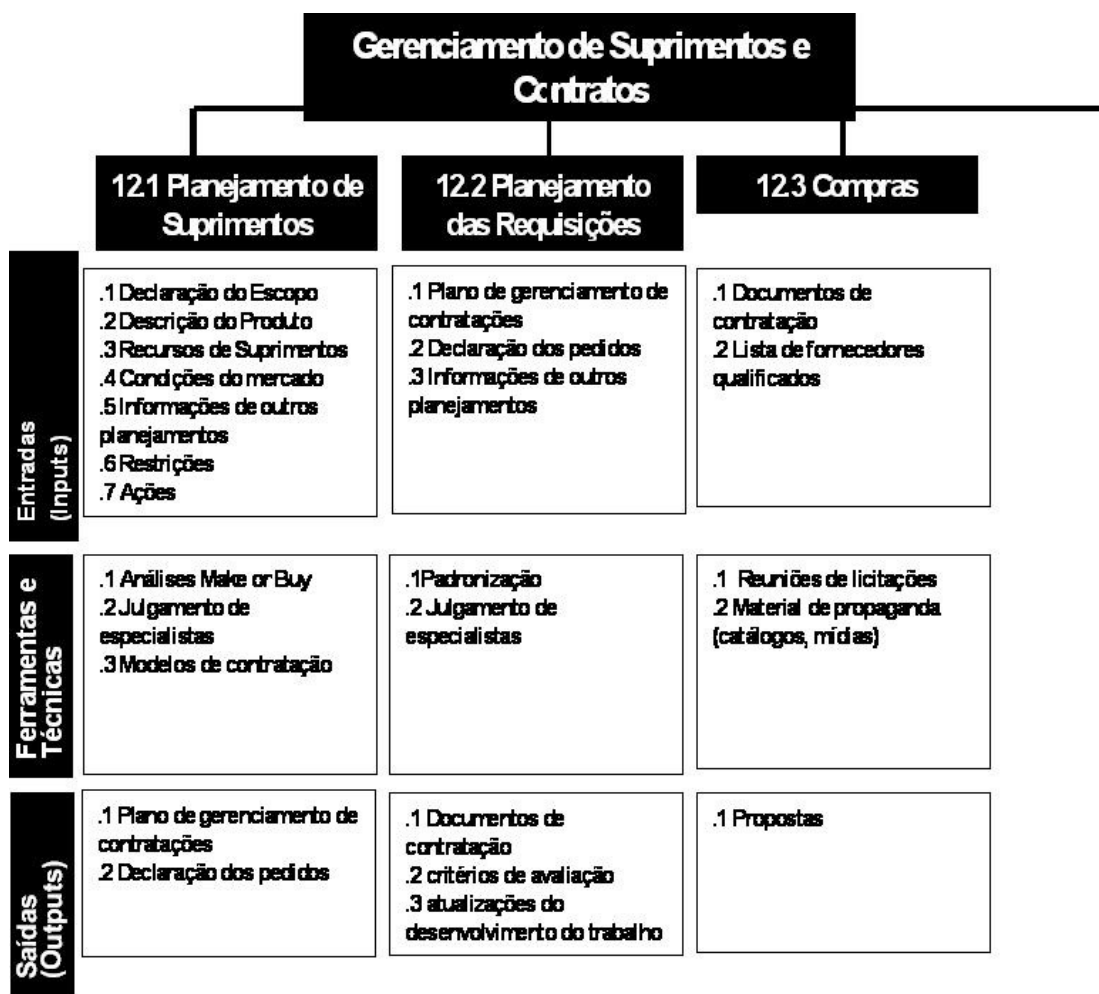 Gerenciamento de Suprimentos e
Contratos
12.1 Planejamento de
Suprimentos
12.2 Planejamento
das Requisições
12.3 Compras
Entradas
(Inputs)
.1 Declaração do Escopo
.2 Descrição do Produto
.3 Recursos de Suprimentos
.4 Condições do mercado
.5 Informações de outros
planejamentos
.6 Restrições
.7 Ações
.1 Plano de gerenciamento de
contratações
.2 Declaração dos pedidos
.3 Informações de outros
planejamentos
.1 Documentos de
contratação
.2 Lista de fornecedores
qualificados
Ferramentas e
Técnicas
.1 Análises Make or Buy
.2 Julgamento de
especialistas
.3 Modelos de contratação
.1Padronização
.2 Julgamento de
especialistas
.1 Reuniões de licitações
.2 Material de propaganda
(catálogos, mídias)
Saídas
(Outputs)
.1 Plano de gerenciamento de
contratações
.2 Declaração dos pedidos
.1 Documentos de
contratação
.2 critérios de avaliação
.3 atualizações do
desenvolvimento do trabalho
.1 Propostas